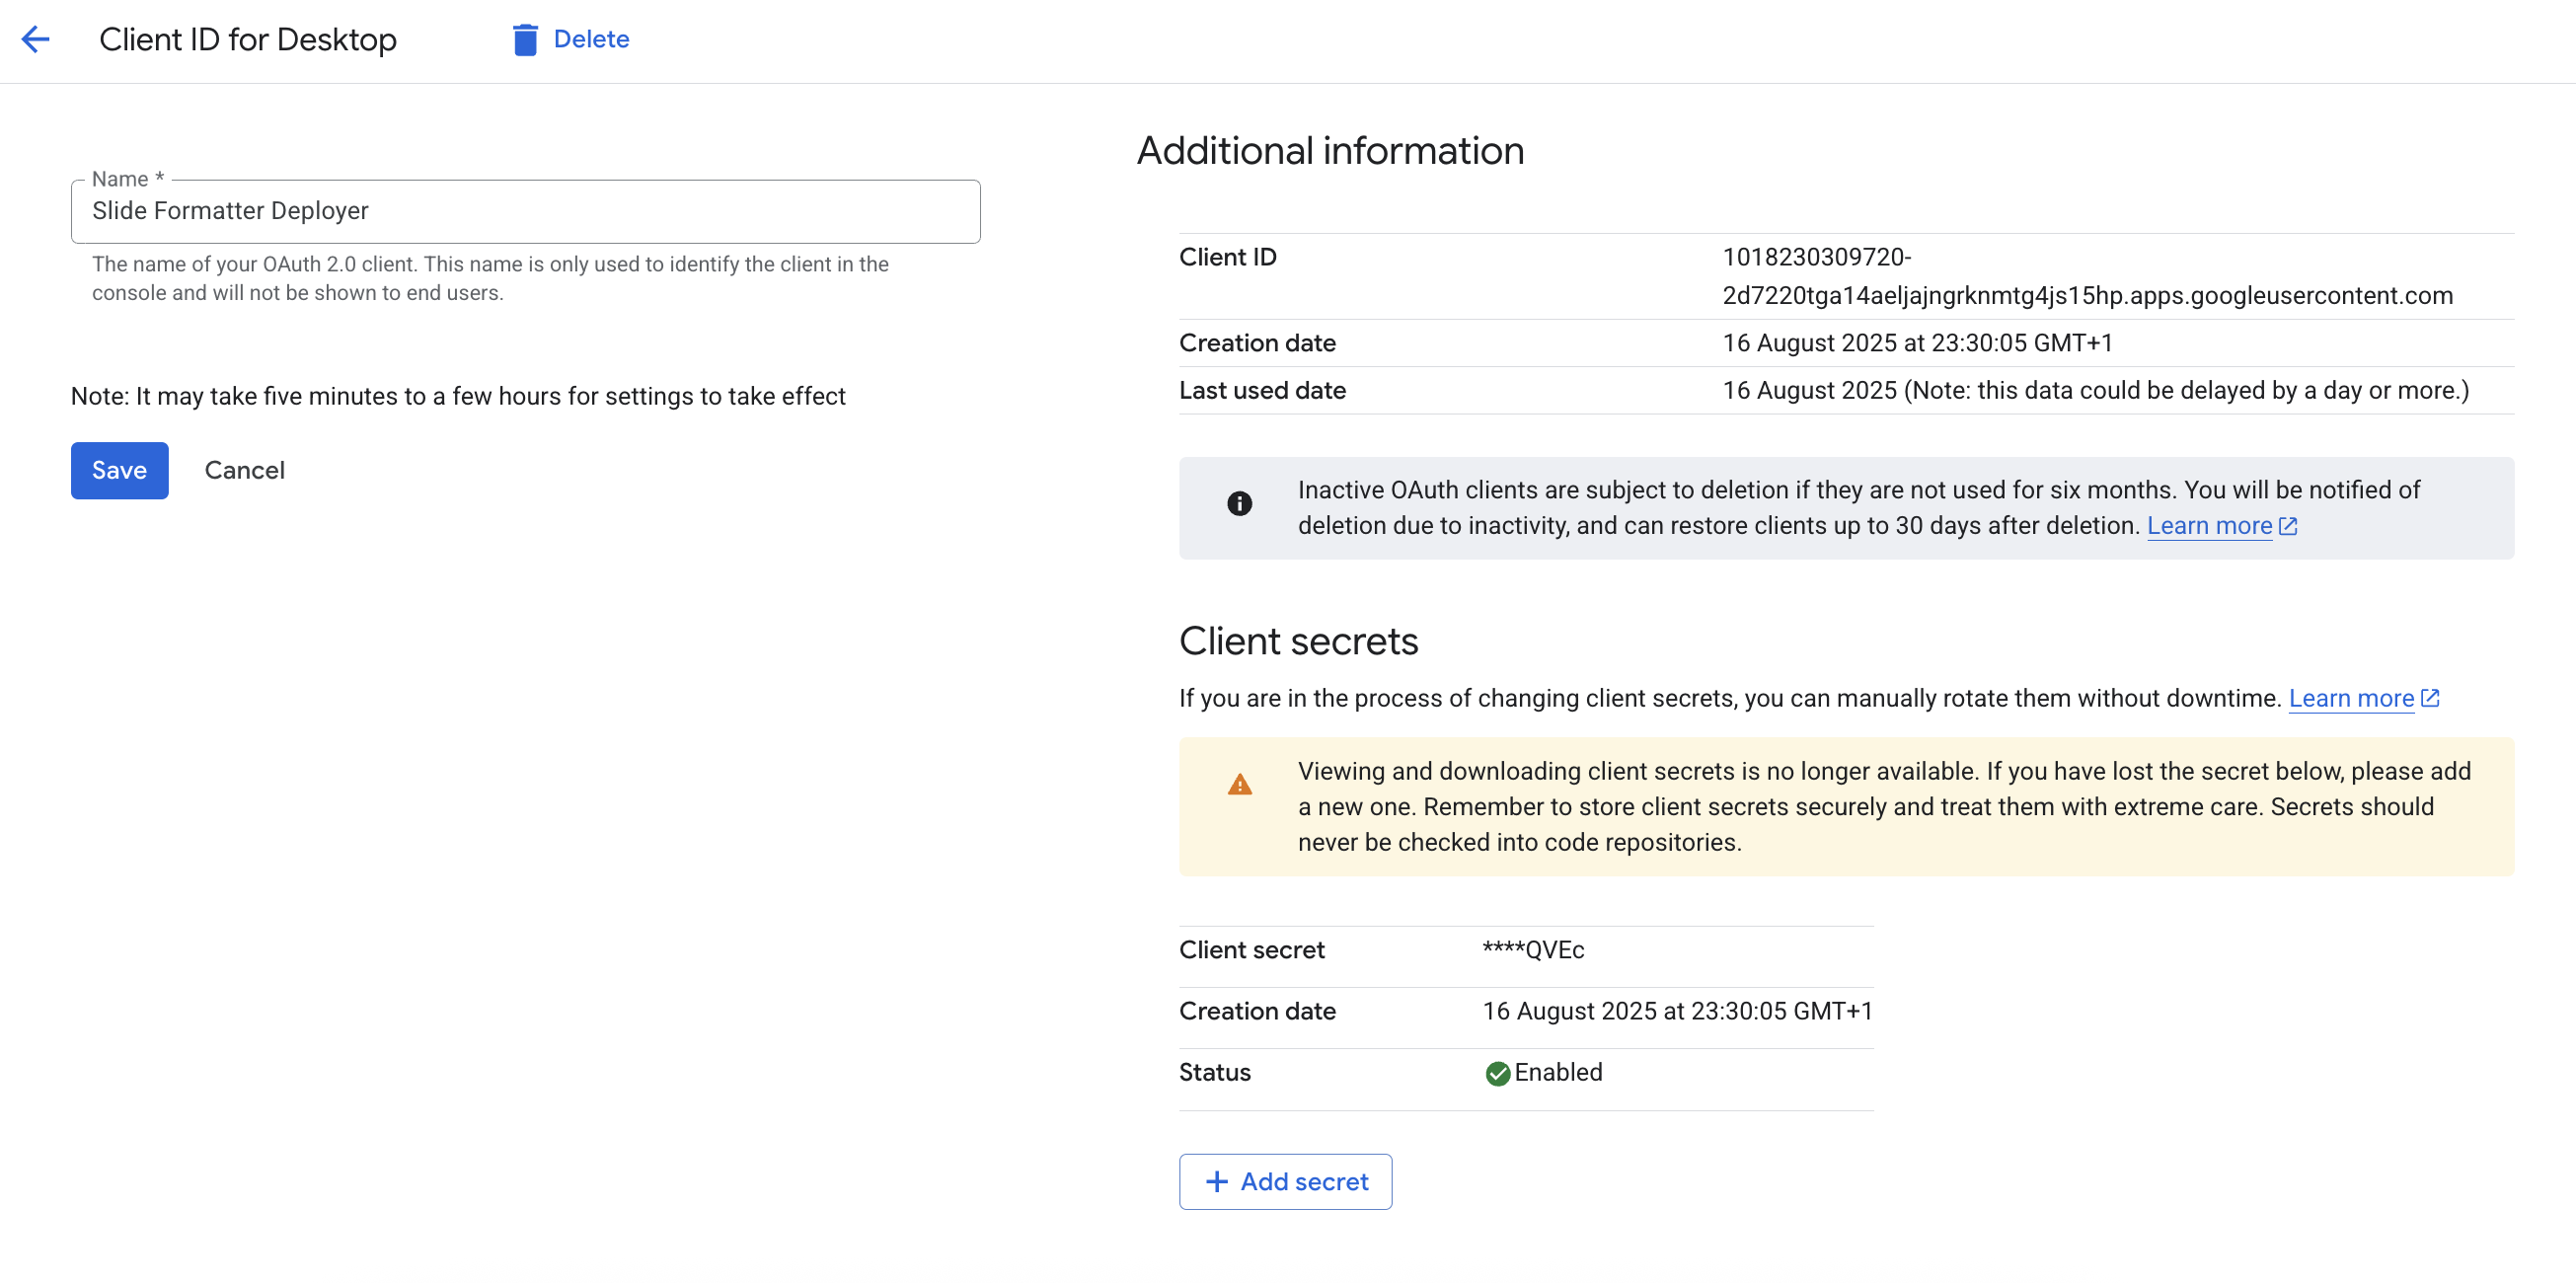 Client ID for Desktop
Delete
Name *
Slide Formatter Deployer
The name of your OAuth 2.0 client. This name is only used to identify the client in the
console and will not be shown to end users.
Note: It may take five minutes to a few hours for settings to take effect
Save
Cancel
Additional information
Client ID
1018230309720-
2d7220tga14aeljajngrknmtg4js15hp.apps.googleusercontent.com
Creation date
16 August 2025 at 23:30:05 GMT+1
Last used date
16 August 2025 (Note: this data could be delayed by a day or more.)
Inactive OAuth clients are subject to deletion if they are not used for six months. You will be notified of
deletion due to inactivity, and can restore clients up to 30 days after deletion. Learn more
Client secrets
If you are in the process of changing client secrets, you can manually rotate them without downtime. Learn more
Viewing and downloading client secrets is no longer available. If you have lost the secret below, please add
a new one. Remember to store client secrets securely and treat them with extreme care. Secrets should
never be checked into code repositories.
Client secret
****QVEc
Creation date
16 August 2025 at 23:30:05 GMT+1
Status
Enabled
Add secret